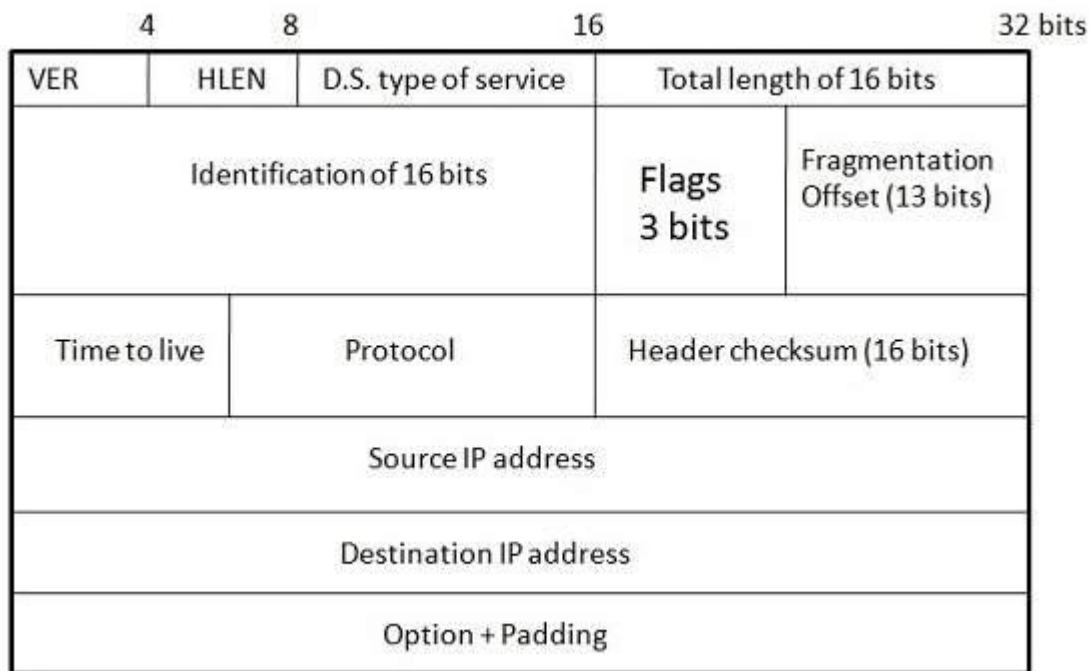 4 8 16 32 bits
VER HLEN D.S. type of service Total length of 16 bits
Identification of 16 bits
Flags
3 bits
Fragmentation
Offset (13 bits)
Time to live Protocol Header checksum (16 bits)
Source IP address
Destination IP address
Option + Padding